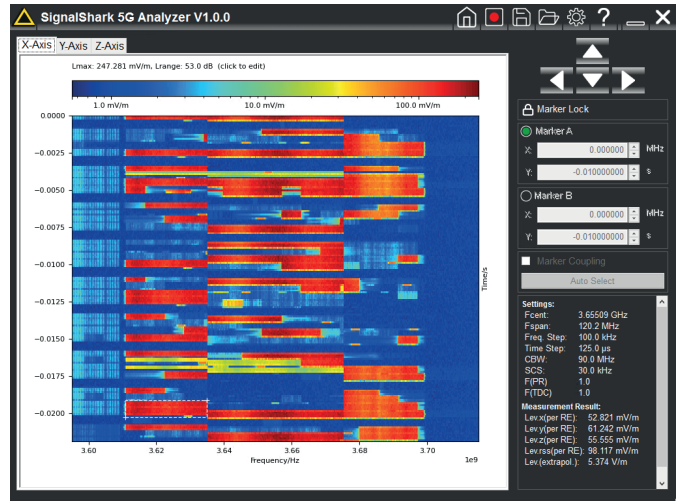 SignalShark 5G Analyzer V1.0.0
X-Axis Y-Axis Z-Axis
Lmax: 247.281 mV/m, Lrange: 53.0 dB (click to edit)
1.0 mV/m 10.0 mV/m 100.0 mV/m
0.0000
−0.0025
−0.0050
−0.0075
−0.0100
−0.0125
−0.0150
−0.0175
−0.0200
Time/s
3.60 3.62 3.64 3.66 3.68 3.70
Frequency/Hz
1e9
Marker Lock
Marker A
X: 0.000000 MHz
Y: -0.010000000 s
Marker B
X: 0.000000 MHz
Y: -0.010000000 s
Marker Coupling
Auto Select
Settings:
Fcent: 3.65509 GHz
Fspan: 120.2 MHz
Freq. Step: 100.0 kHz
Time Step: 125.0 µs
CBW: 90.0 MHz
SCS: 30.0 kHz
F(PR) 1.0
F(TDC) 1.0
Measurement Result:
Lev.x(per RE): 52.821 mV/m
Lev.y(per RE): 61.242 mV/m
Lev.z(per RE): 55.555 mV/m
Lev.rss(per RE): 98.117 mV/m
Lev.(extrapol.): 5.374 V/m